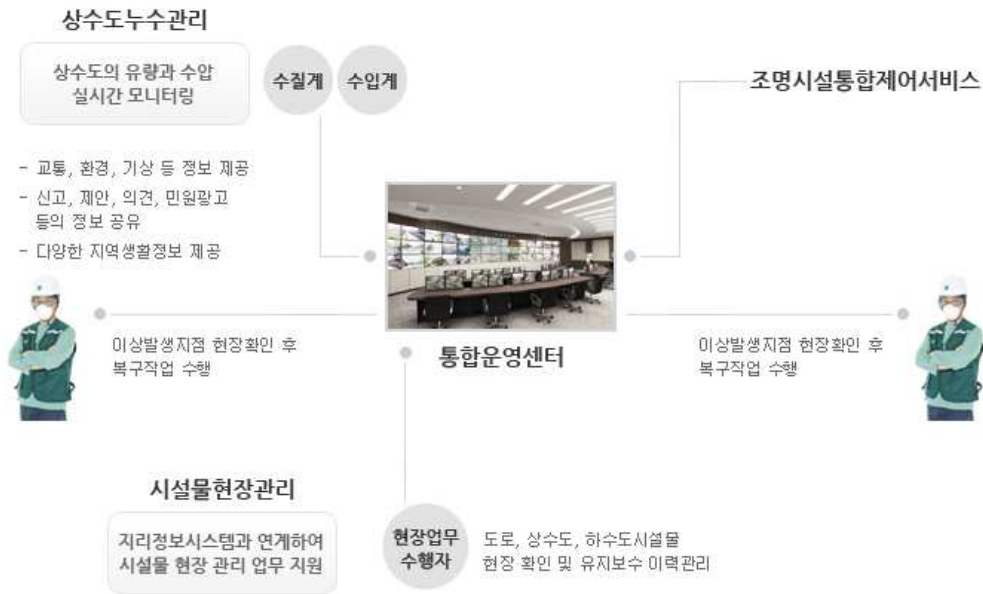 상수도누수관리
상수도의 유량과 수압
실시간 모니터링
수질계
수입계
조명시설통합제어서비스
- 교통, 환경, 기상 등 정보 제공
- 신고, 제안, 의견, 민원광고
등의 정보 공유
- 다양한 지역생활정보 제공
이상발생지점 현장확인 후
복구작업 수행
통합운영센터
이상발생지점 현장확인 후
복구작업 수행
시설물현장관리
지리정보시스템과 연계하여
시설물 현장 관리 업무 지원
현장업무
수행자
도로, 상수도, 하수도시설물
현장 확인 및 유지보수 이력관리